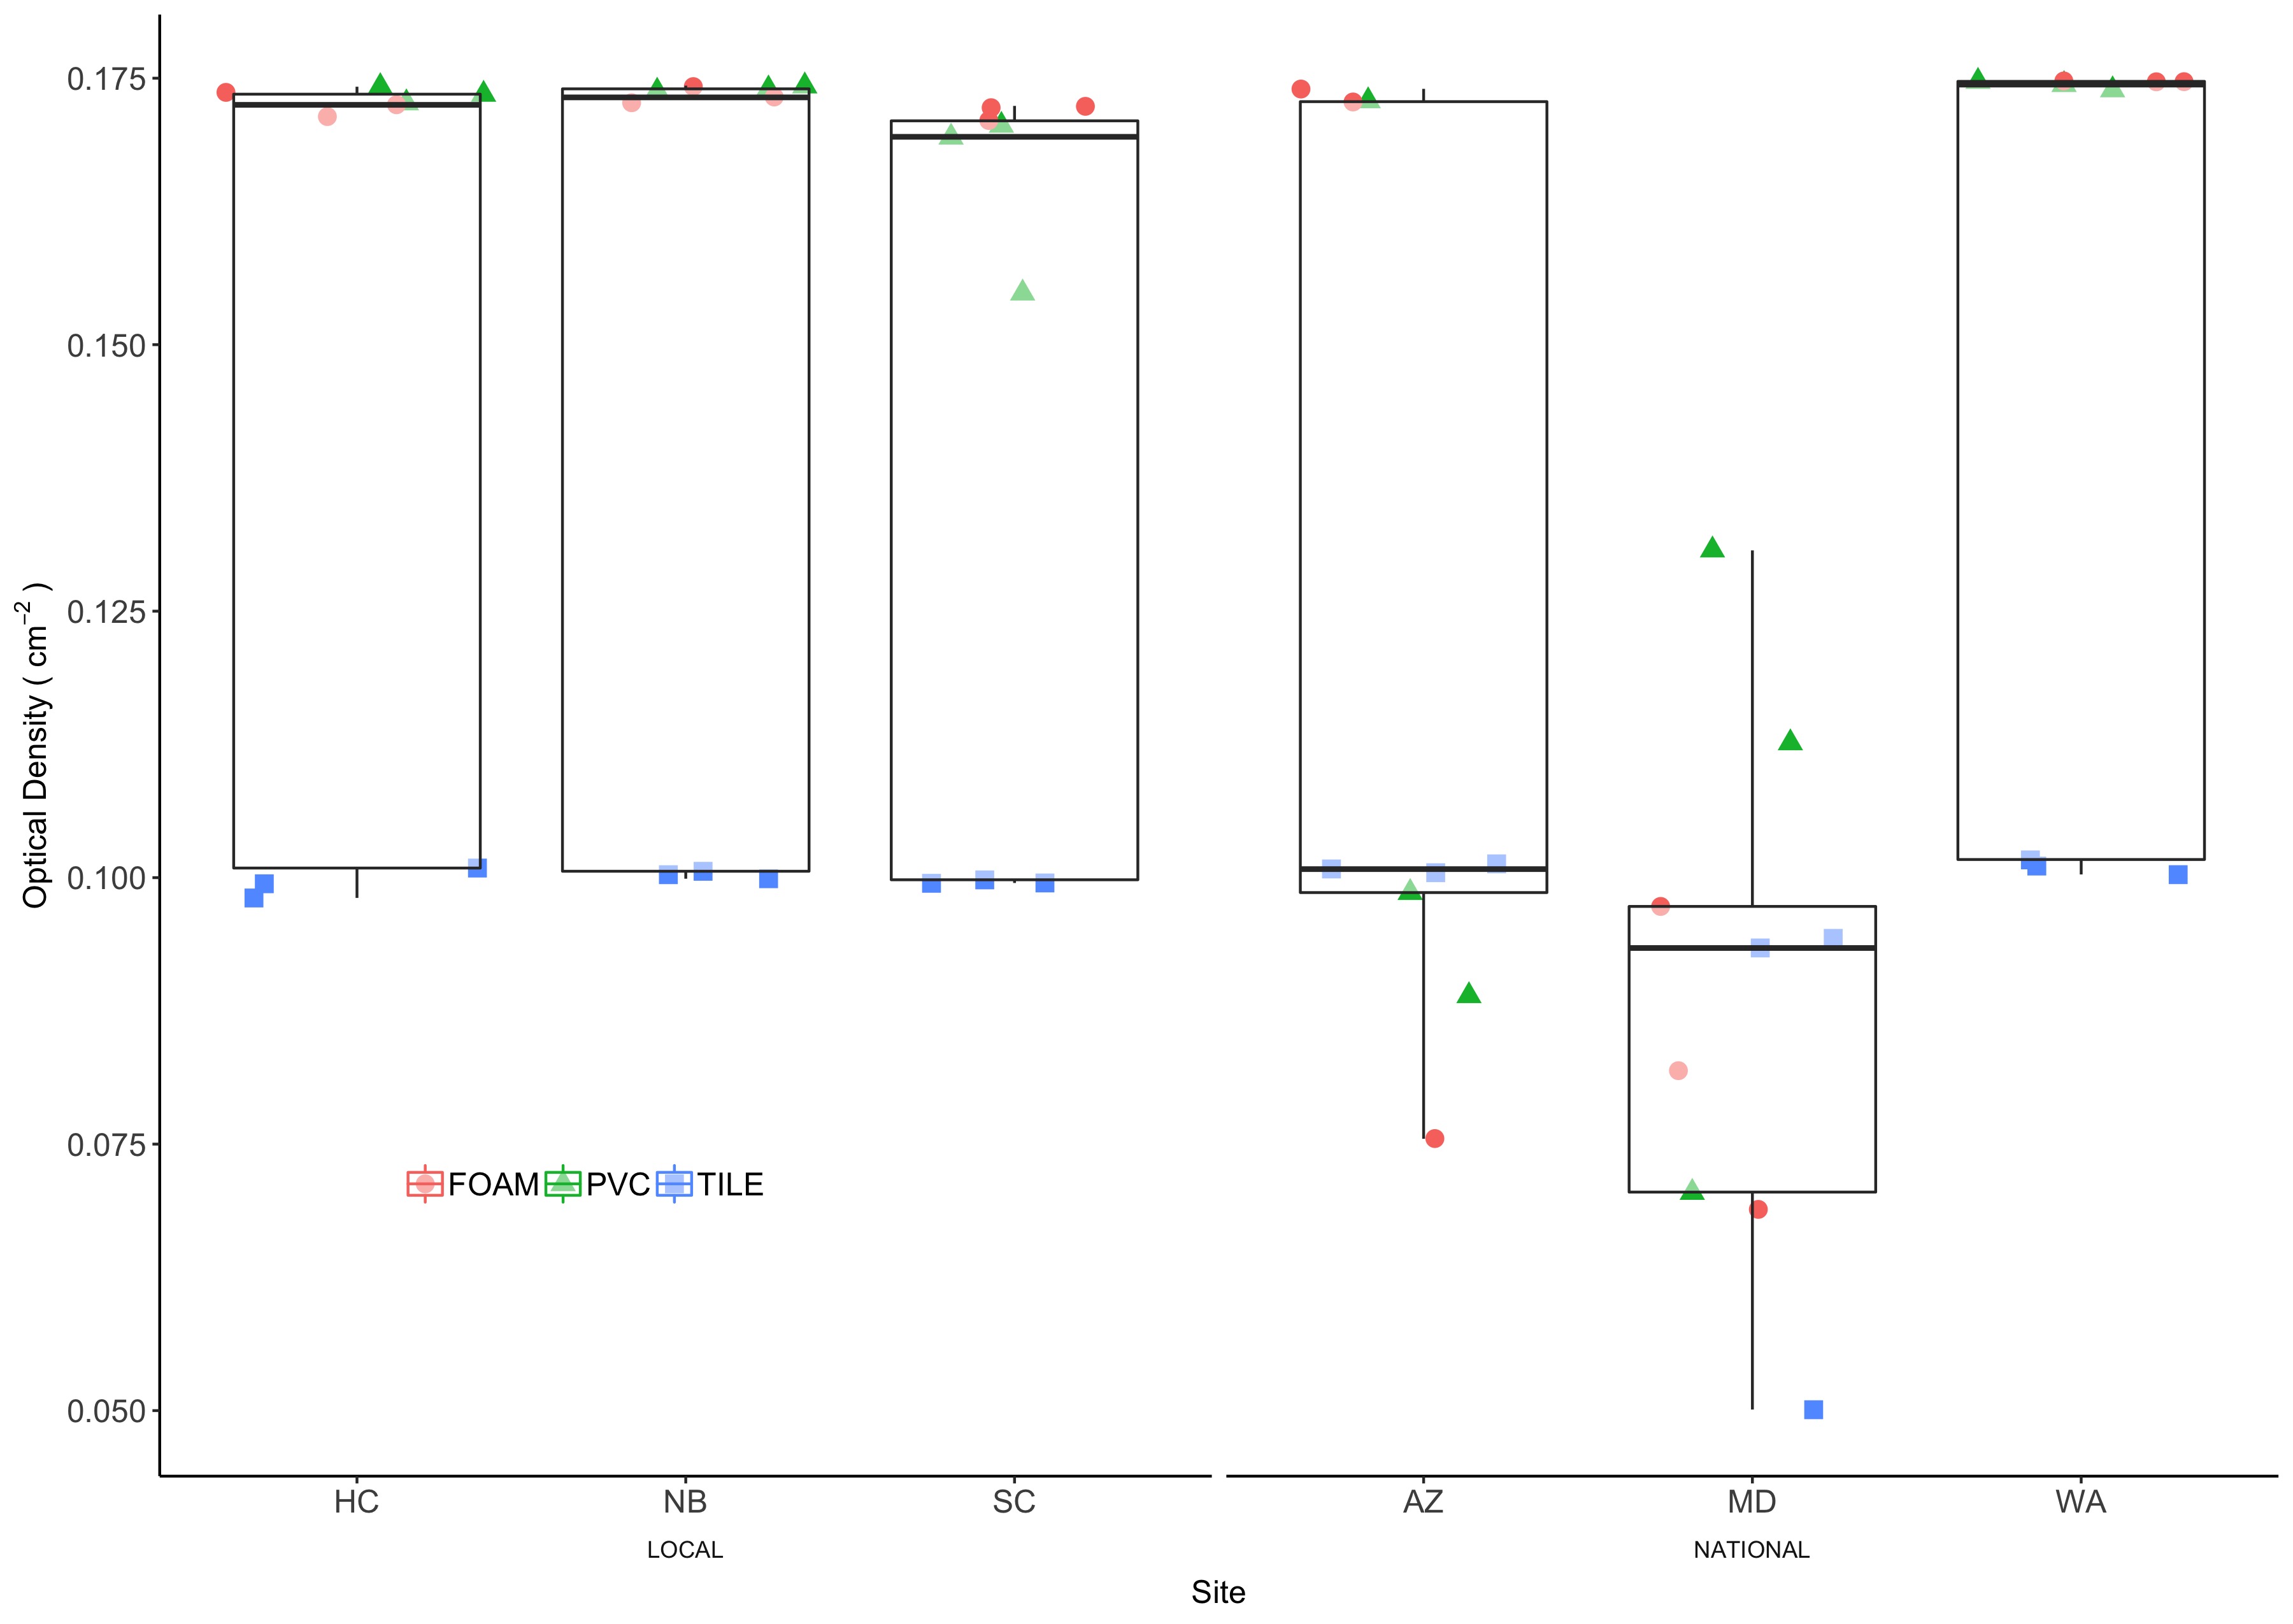 0.175
0.150
0.125
0.100
0.075
0.050
Optical Density ( cm⁻² )
FOAM PVC TILE
HC NB SC AZ MD WA
LOCAL NATIONAL
Site